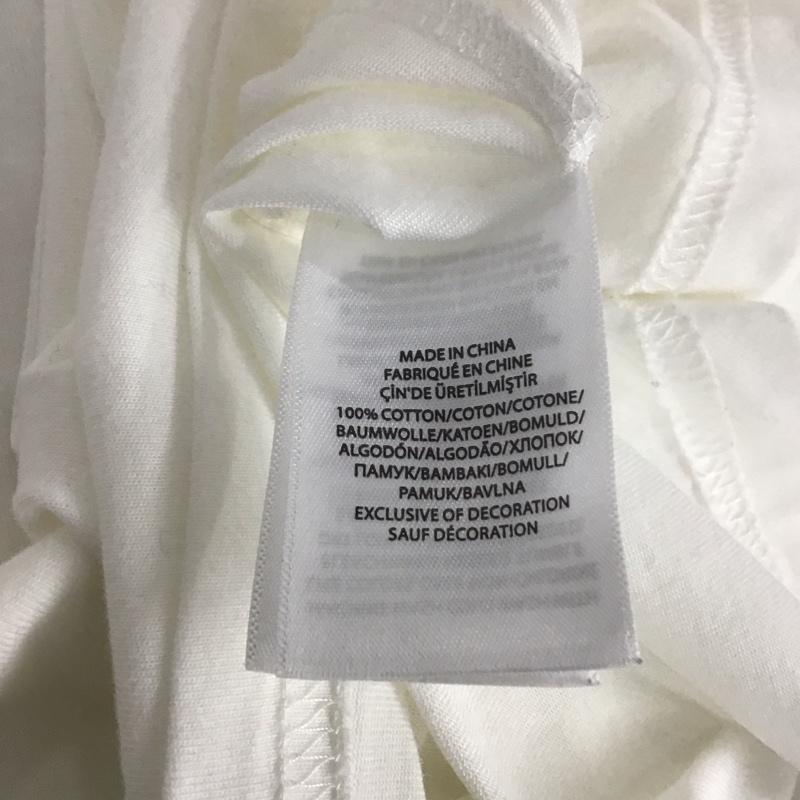 MADE IN CHINA
FABRIQUÉ EN CHINE
ÇİN'DE ÜRETİLMİŞTİR
100% COTTON/COTON/COTONE/
BAUMWOLLE/KATOEN/BOMULD/
ALGODÓN/ALGODÃO/ХЛОПОК/
ПАМУК/BAMBAKI/BOMULL/
PAMUK/BAVLNA
EXCLUSIVE OF DECORATION
SAUF DÉCORATION